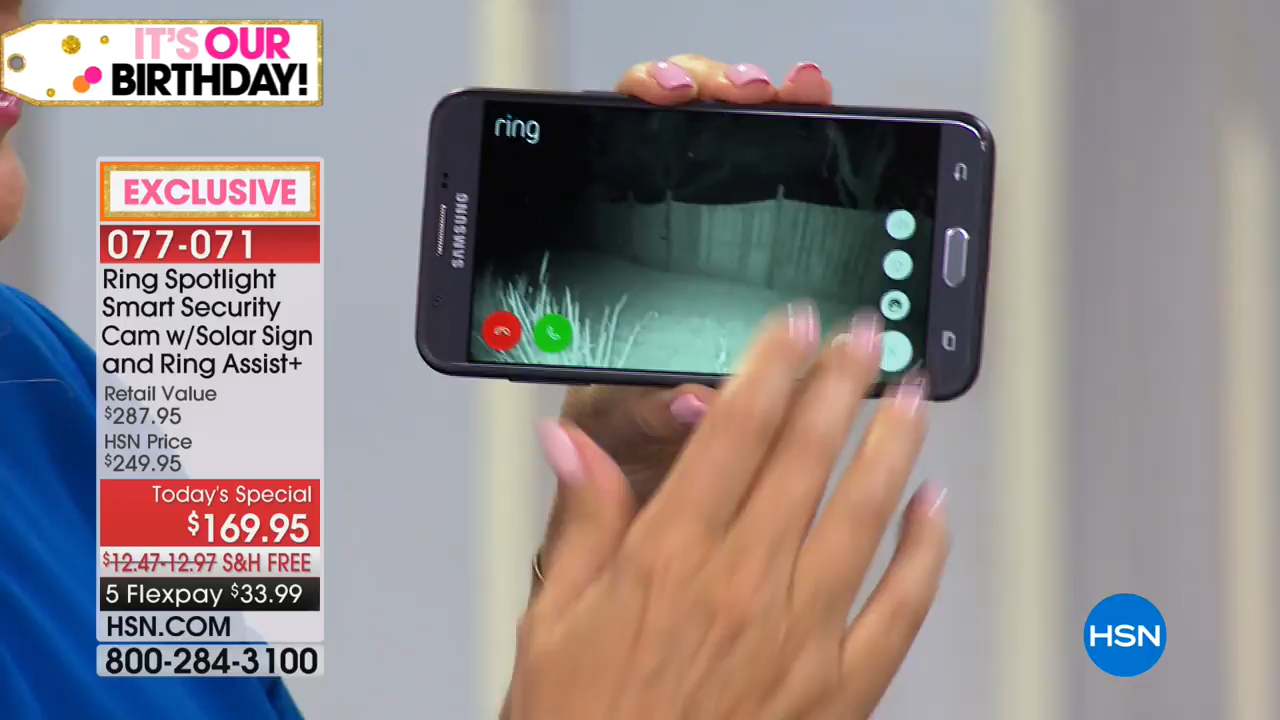 IT'S OUR
BIRTHDAY!
EXCLUSIVE
077-071
Ring Spotlight
Smart Security
Cam w/Solar Sign
and Ring Assist+
Retail Value
$287.95
HSN Price
$249.95
Today's Special
$169.95
$12.47-12.97 S&H FREE
5 Flexpay $33.99
HSN.COM
800-284-3100
ring
SAMSUNG
HSN